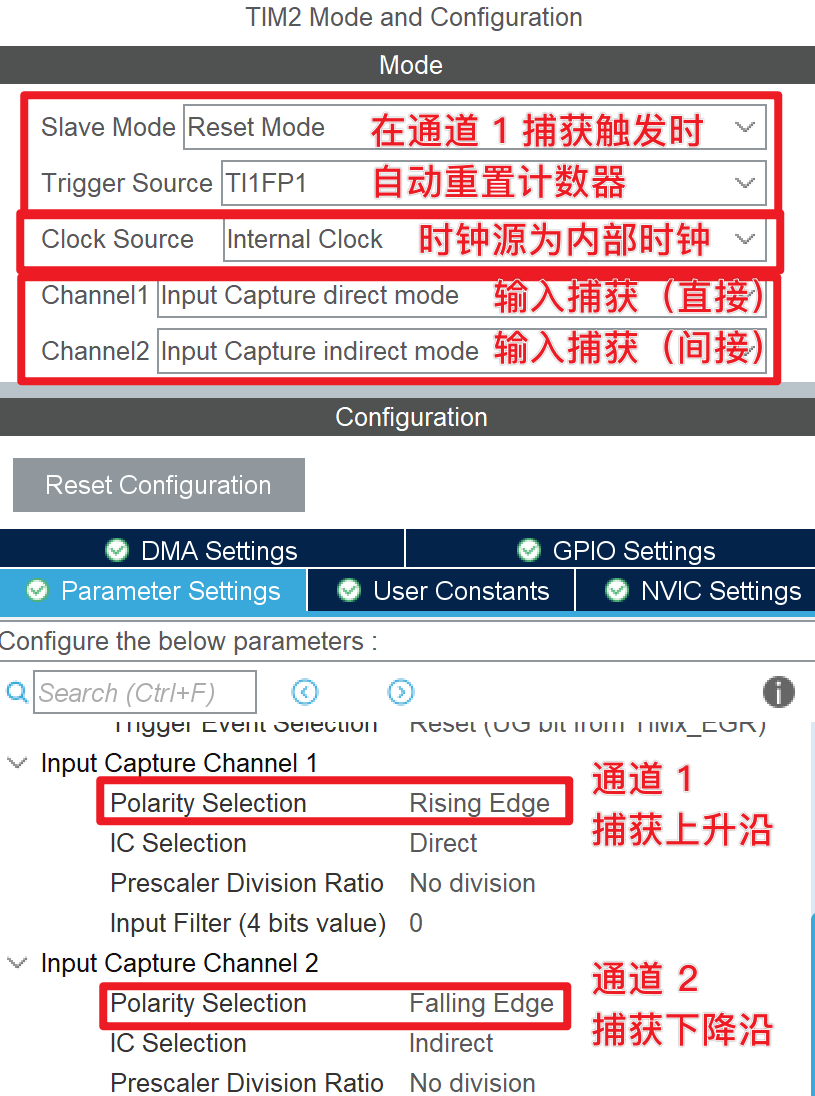 TIM2 Mode and Configuration
Mode
Slave Mode Reset Mode 在通道 1 捕获触发时
Trigger Source TI1FP1 自动重置计数器
Clock Source Internal Clock 时钟源为内部时钟
Channel1 Input Capture direct mode 输入捕获（直接）
Channel2 Input Capture indirect mode 输入捕获（间接）
Configuration
Reset Configuration
DMA Settings GPIO Settings
Parameter Settings User Constants NVIC Settings
Configure the below parameters :
Search (Ctrl+F)
Trigger Event Selection Reset (UG bit from TIMx_EGR)
Input Capture Channel 1
Polarity Selection Rising Edge
IC Selection Direct
Prescaler Division Ratio No division
Input Filter (4 bits value) 0
通道 1
捕获上升沿
Input Capture Channel 2
Polarity Selection Falling Edge
IC Selection Indirect
Prescaler Division Ratio No division
通道 2
捕获下降沿